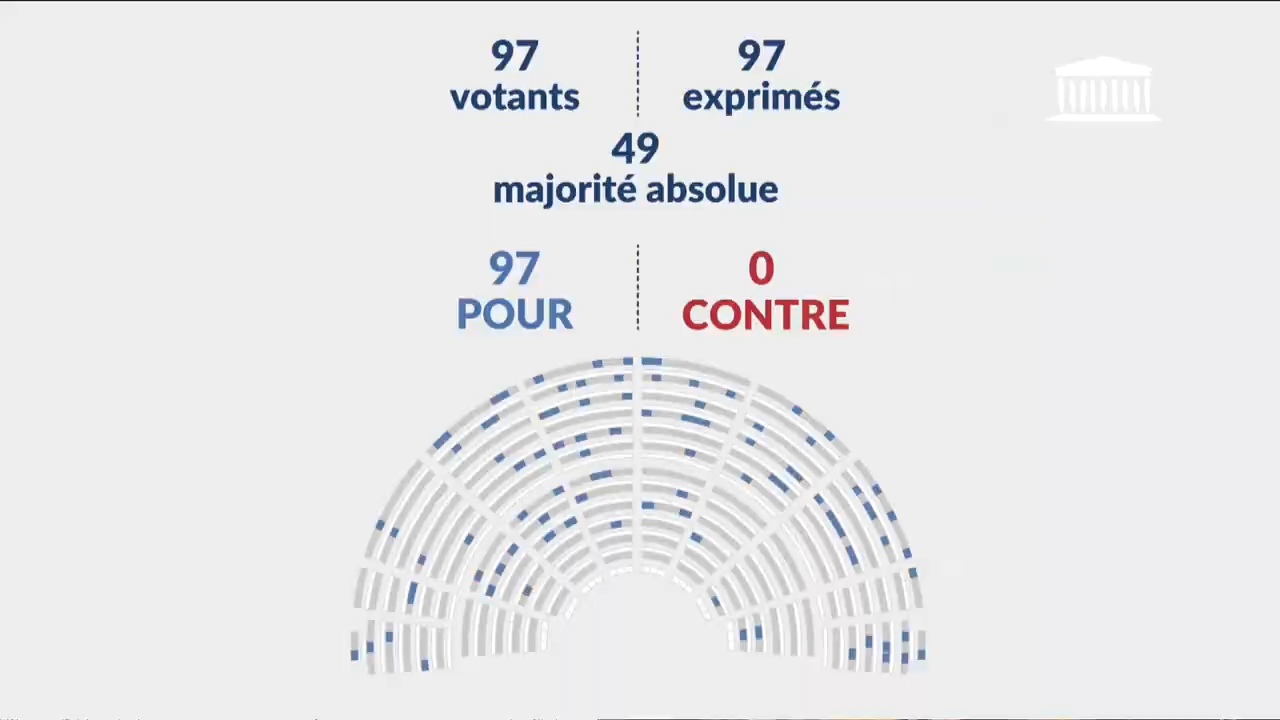 97
votants
97
exprimés
49
majorité absolue
97
POUR
0
CONTRE